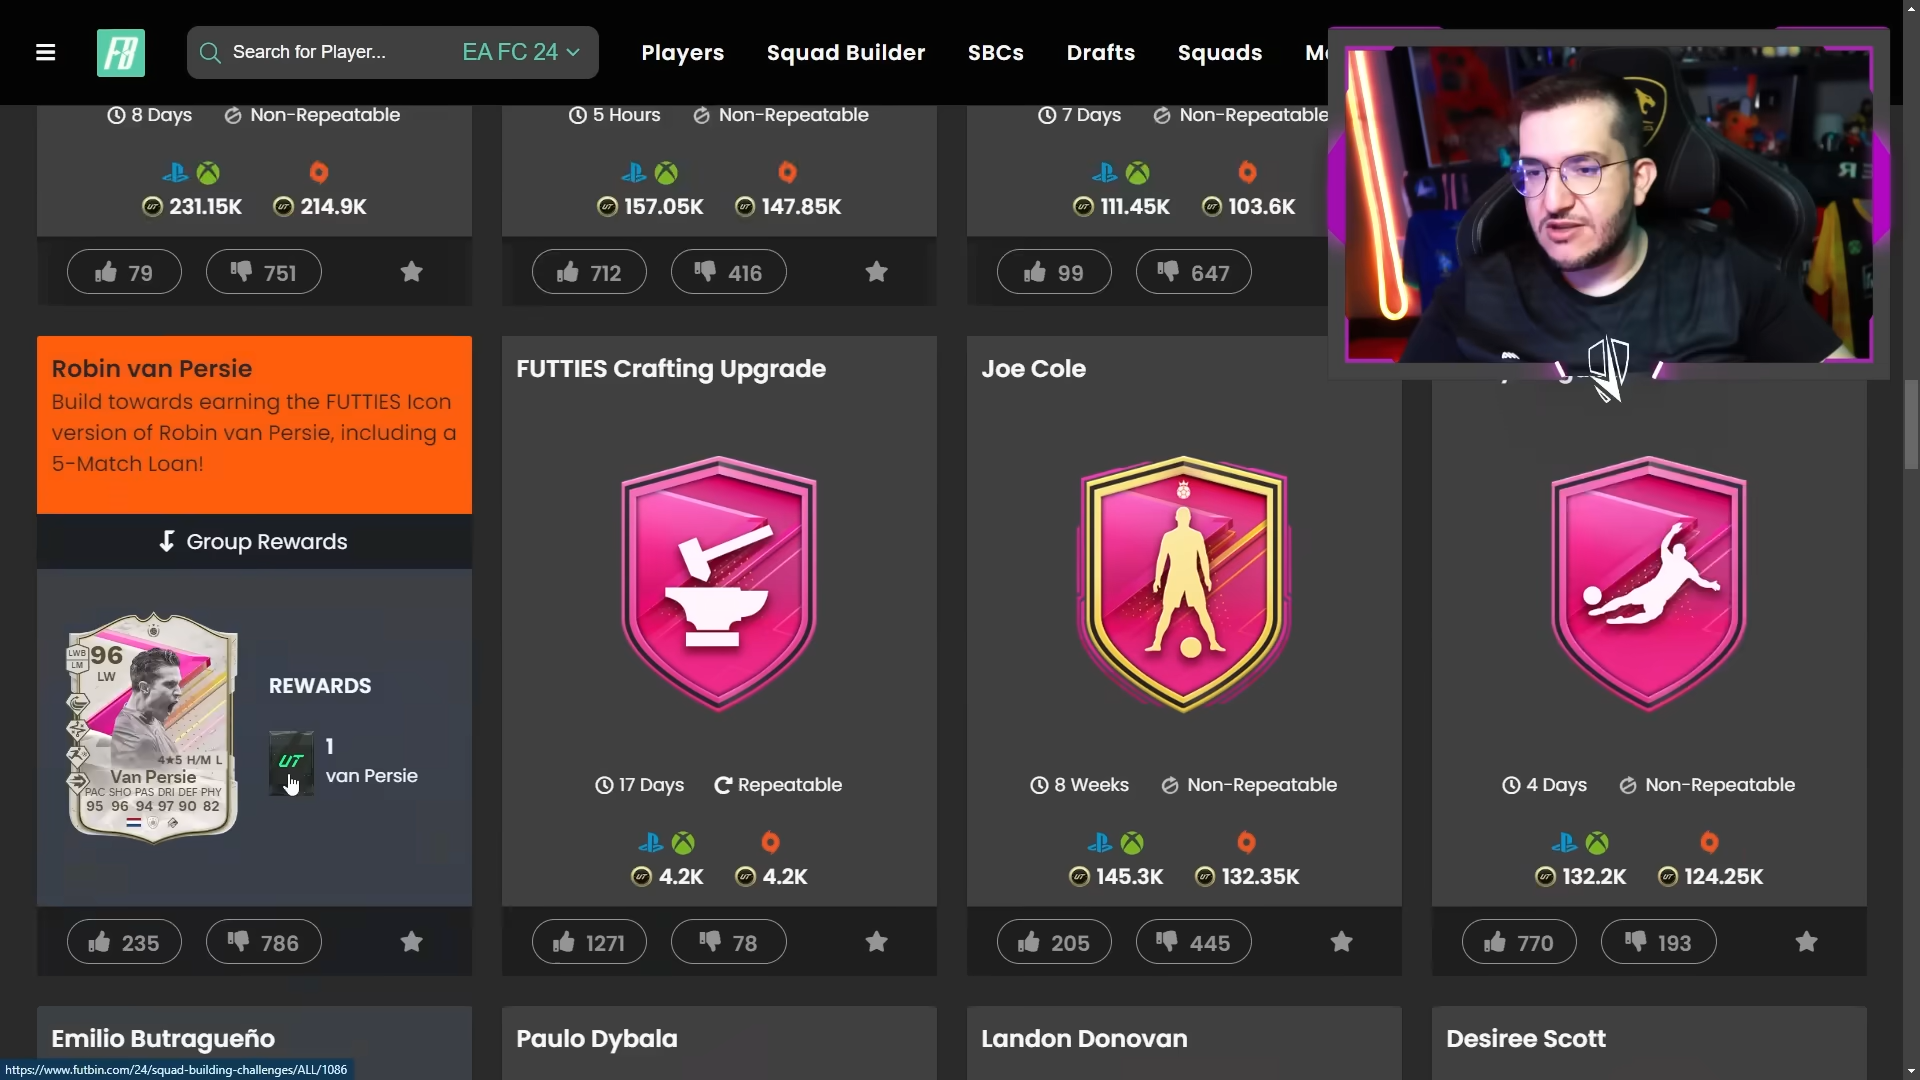 Search for Player...
EA FC 24
Players
Squad Builder
SBCs
Drafts
Squads
8 Days
Non-Repeatable
231.15K
214.9K
79
751
5 Hours
Non-Repeatable
157.05K
147.85K
712
416
7 Days
Non-Repeatable
111.45K
103.6K
99
647
Robin van Persie
Build towards earning the FUTTIES Icon
version of Robin van Persie, including a
5-Match Loan!
Group Rewards
LWB
LM
96
LW
4★5 H/M L
Van Persie
PAC SHO PAS DRI DEF PHY
95 96 94 97 90 82
REWARDS
UT
1
van Persie
235
786
FUTTIES Crafting Upgrade
17 Days
Repeatable
4.2K
4.2K
1271
78
Joe Cole
8 Weeks
Non-Repeatable
145.3K
132.35K
205
445
4 Days
Non-Repeatable
132.2K
124.25K
770
193
Emilio Butragueño
Paulo Dybala
Landon Donovan
Desiree Scott
https://www.futbin.com/24/squad-building-challenges/ALL/1086